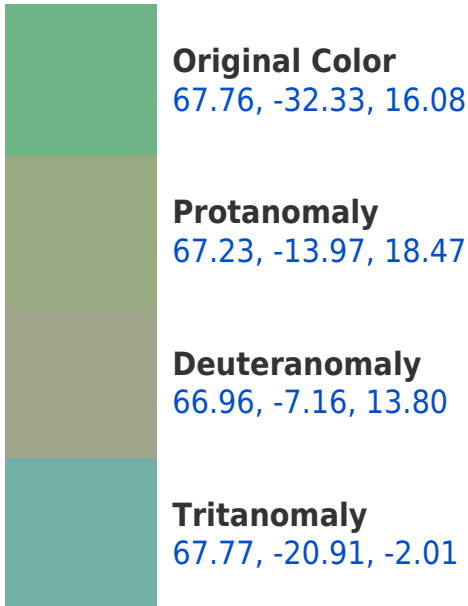 Original Color
67.76, -32.33, 16.08
Protanomaly
67.23, -13.97, 18.47
Deuteranomaly
66.96, -7.16, 13.80
Tritanomaly
67.77, -20.91, -2.01